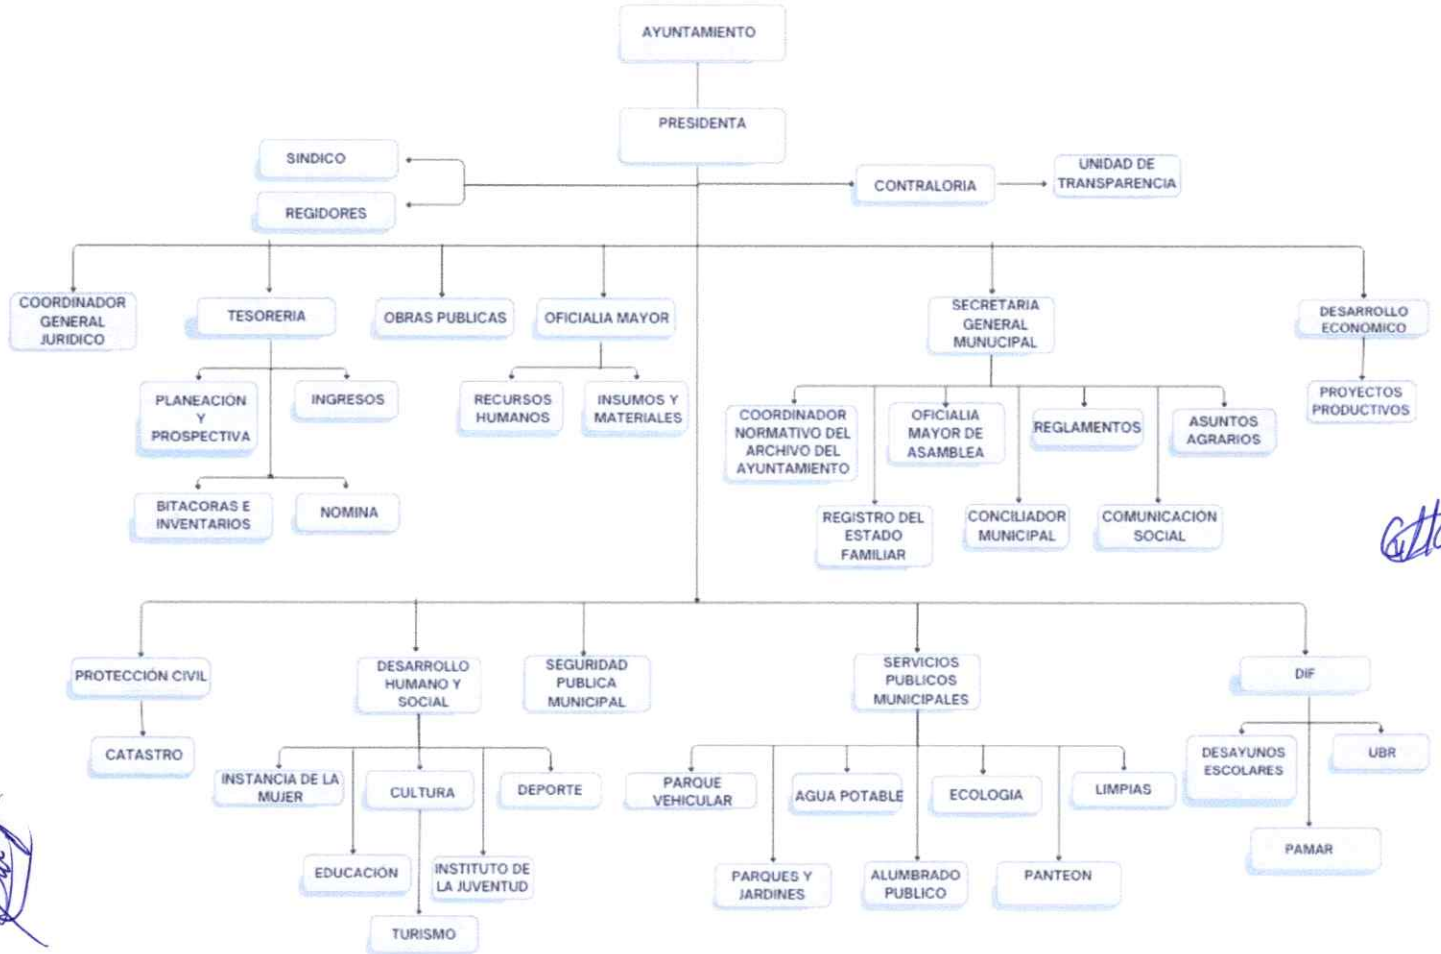 AYUNTAMIENTO
PRESIDENTA
SINDICO
REGIDORES
CONTRALORIA
UNIDAD DE
TRANSPARENCIA
COORDINADOR
GENERAL
JURIDICO
TESORERIA
OBRAS PUBLICAS
OFICIALIA MAYOR
SECRETARIA
GENERAL
MUNUCIPAL
DESARROLLO
ECONOMICO
PLANEACIÓN
Y
PROSPECTIVA
INGRESOS
RECURSOS
HUMANOS
INSUMOS Y
MATERIALES
COORDINADOR
NORMATIVO DEL
ARCHIVO DEL
AYUNTAMIENTO
OFICIALIA
MAYOR DE
ASAMBLEA
REGLAMENTOS
ASUNTOS
AGRARIOS
PROYECTOS
PRODUCTIVOS
BITACORAS E
INVENTARIOS
NOMINA
REGISTRO DEL
ESTADO
FAMILIAR
CONCILIADOR
MUNICIPAL
COMUNICACIÓN
SOCIAL
PROTECCIÓN CIVIL
DESARROLLO
HUMANO Y
SOCIAL
SEGURIDAD
PUBLICA
MUNICIPAL
SERVICIOS
PUBLICOS
MUNICIPALES
DIF
CATASTRO
INSTANCIA DE LA
MUJER
CULTURA
DEPORTE
PARQUE
VEHICULAR
AGUA POTABLE
ECOLOGIA
LIMPIAS
DESAYUNOS
ESCOLARES
UBR
EDUCACIÓN
INSTITUTO DE
LA JUVENTUD
PARQUES Y
JARDINES
ALUMBRADO
PUBLICO
PANTEON
PAMAR
TURISMO